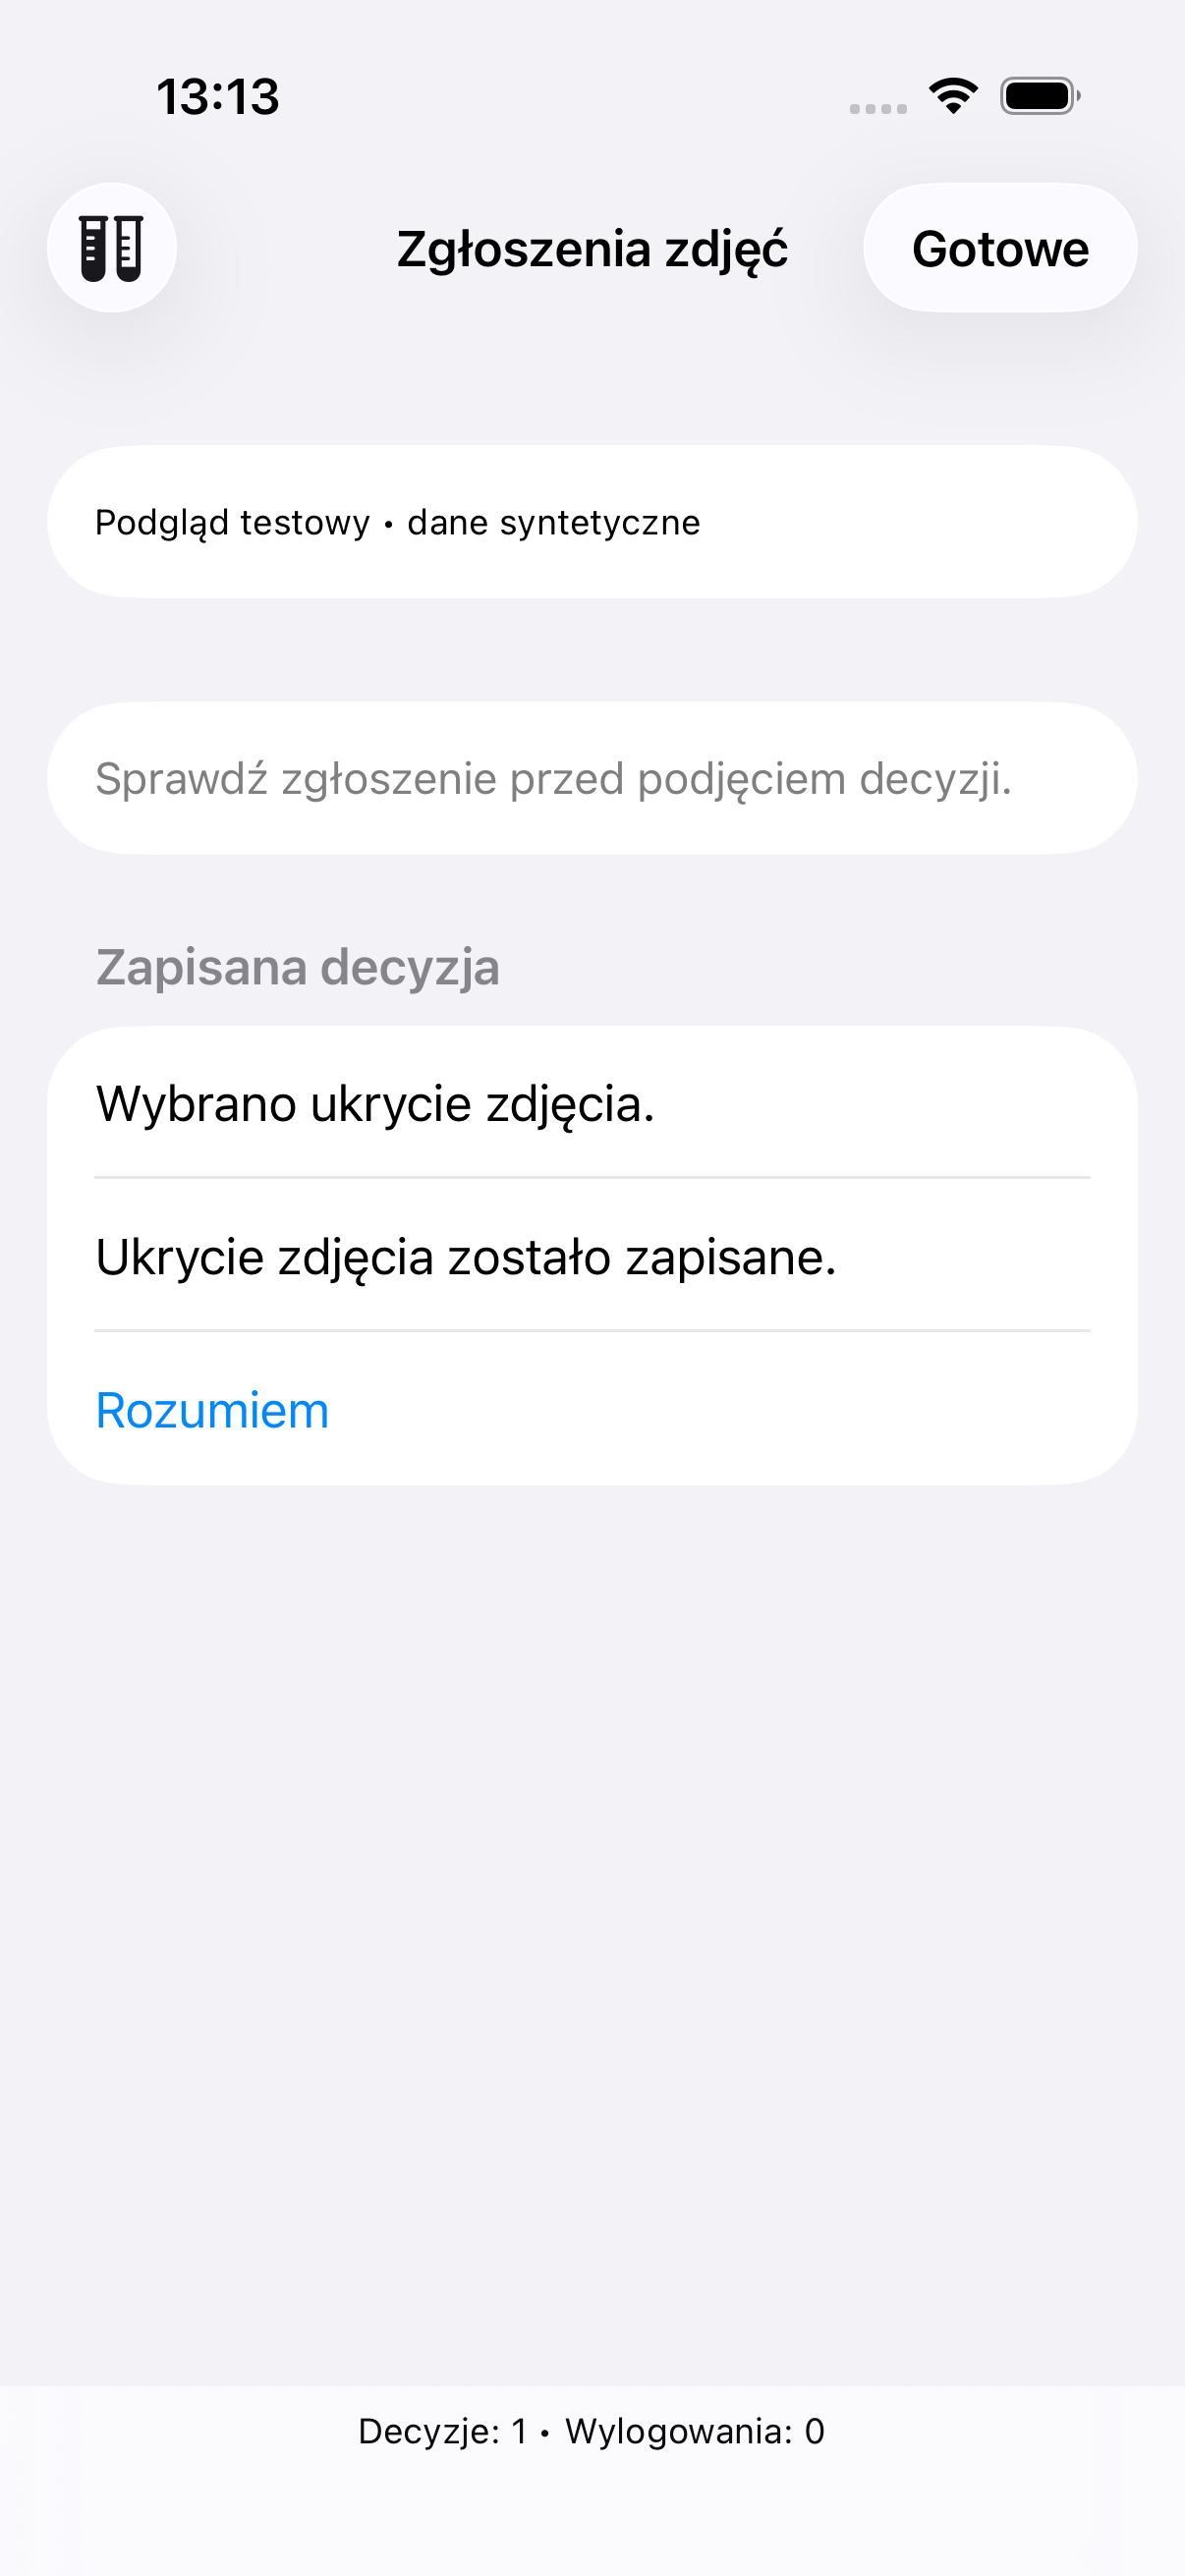 13:13
Zgłoszenia zdjęć
Gotowe
Podgląd testowy • dane syntetyczne
Sprawdź zgłoszenie przed podjęciem decyzji.
Zapisana decyzja
Wybrano ukrycie zdjęcia.
Ukrycie zdjęcia zostało zapisane.
Rozumiem
Decyzje: 1 • Wylogowania: 0